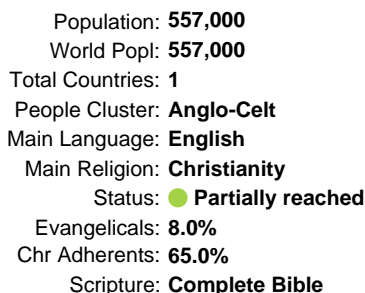 Population: 557,000
World Popl: 557,000
Total Countries: 1
People Cluster: Anglo-Celt
Main Language: English
Main Religion: Christianity
Status: Partially reached
Evangelicals: 8.0%
Chr Adherents: 65.0%
Scripture: Complete Bible